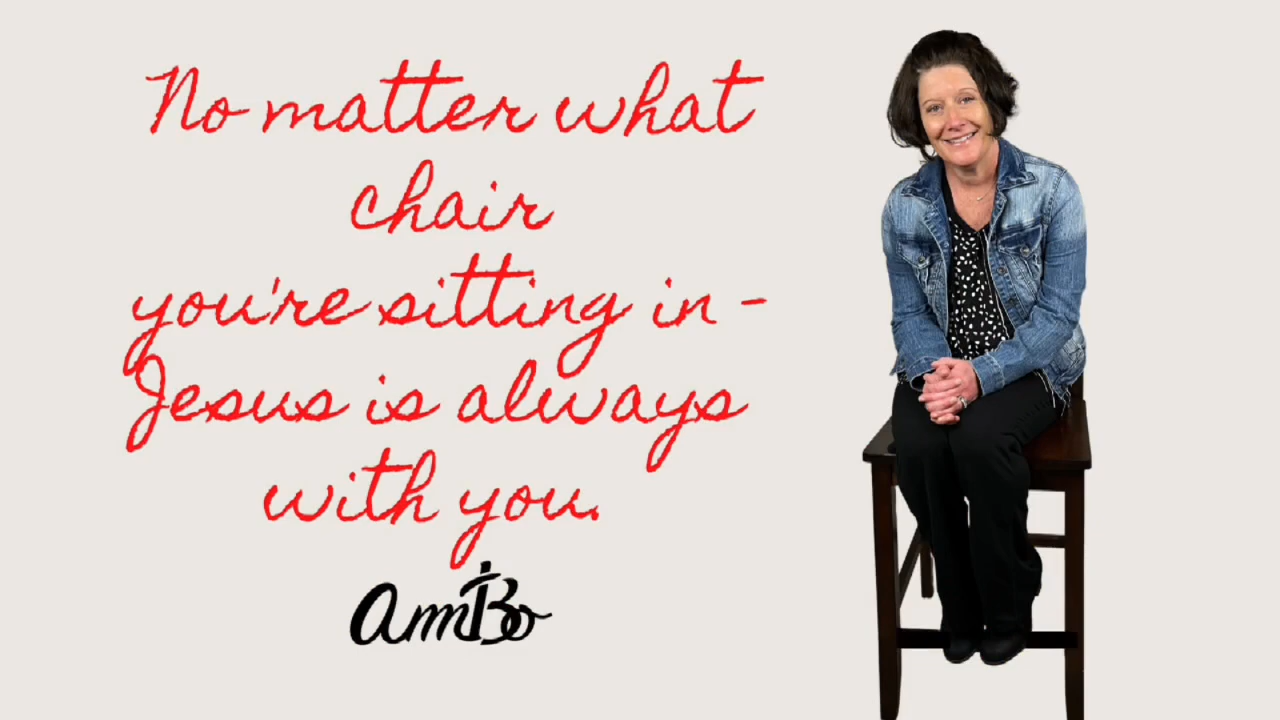 No matter what
chair
you're sitting in -
Jesus is always
with you.
AmBo